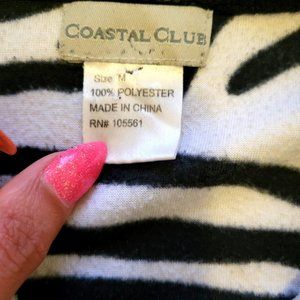 COASTAL CLUB
Size M
100% POLYESTER
MADE IN CHINA
RN# 105561